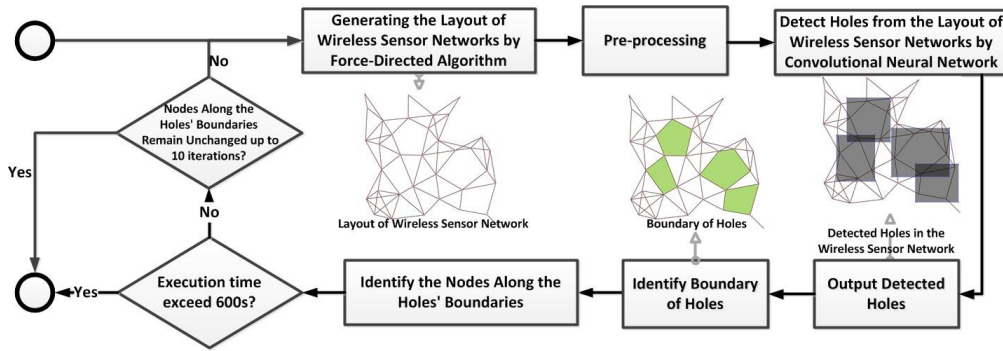 Generating the Layout of
Wireless Sensor Networks by
Force-Directed Algorithm
Pre-processing
Detect Holes from the Layout of
Wireless Sensor Networks by
Convolutional Neural Network
No
Nodes Along the
Holes' Boundaries
Remain Unchanged up to
10 iterations?
Yes
No
Layout of Wireless Sensor Network
Boundary of Holes
Detected Holes in the
Wireless Sensor Network
Execution time
exceed 600s?
Yes
Identify the Nodes Along the
Holes' Boundaries
Identify Boundary
of Holes
Output Detected
Holes